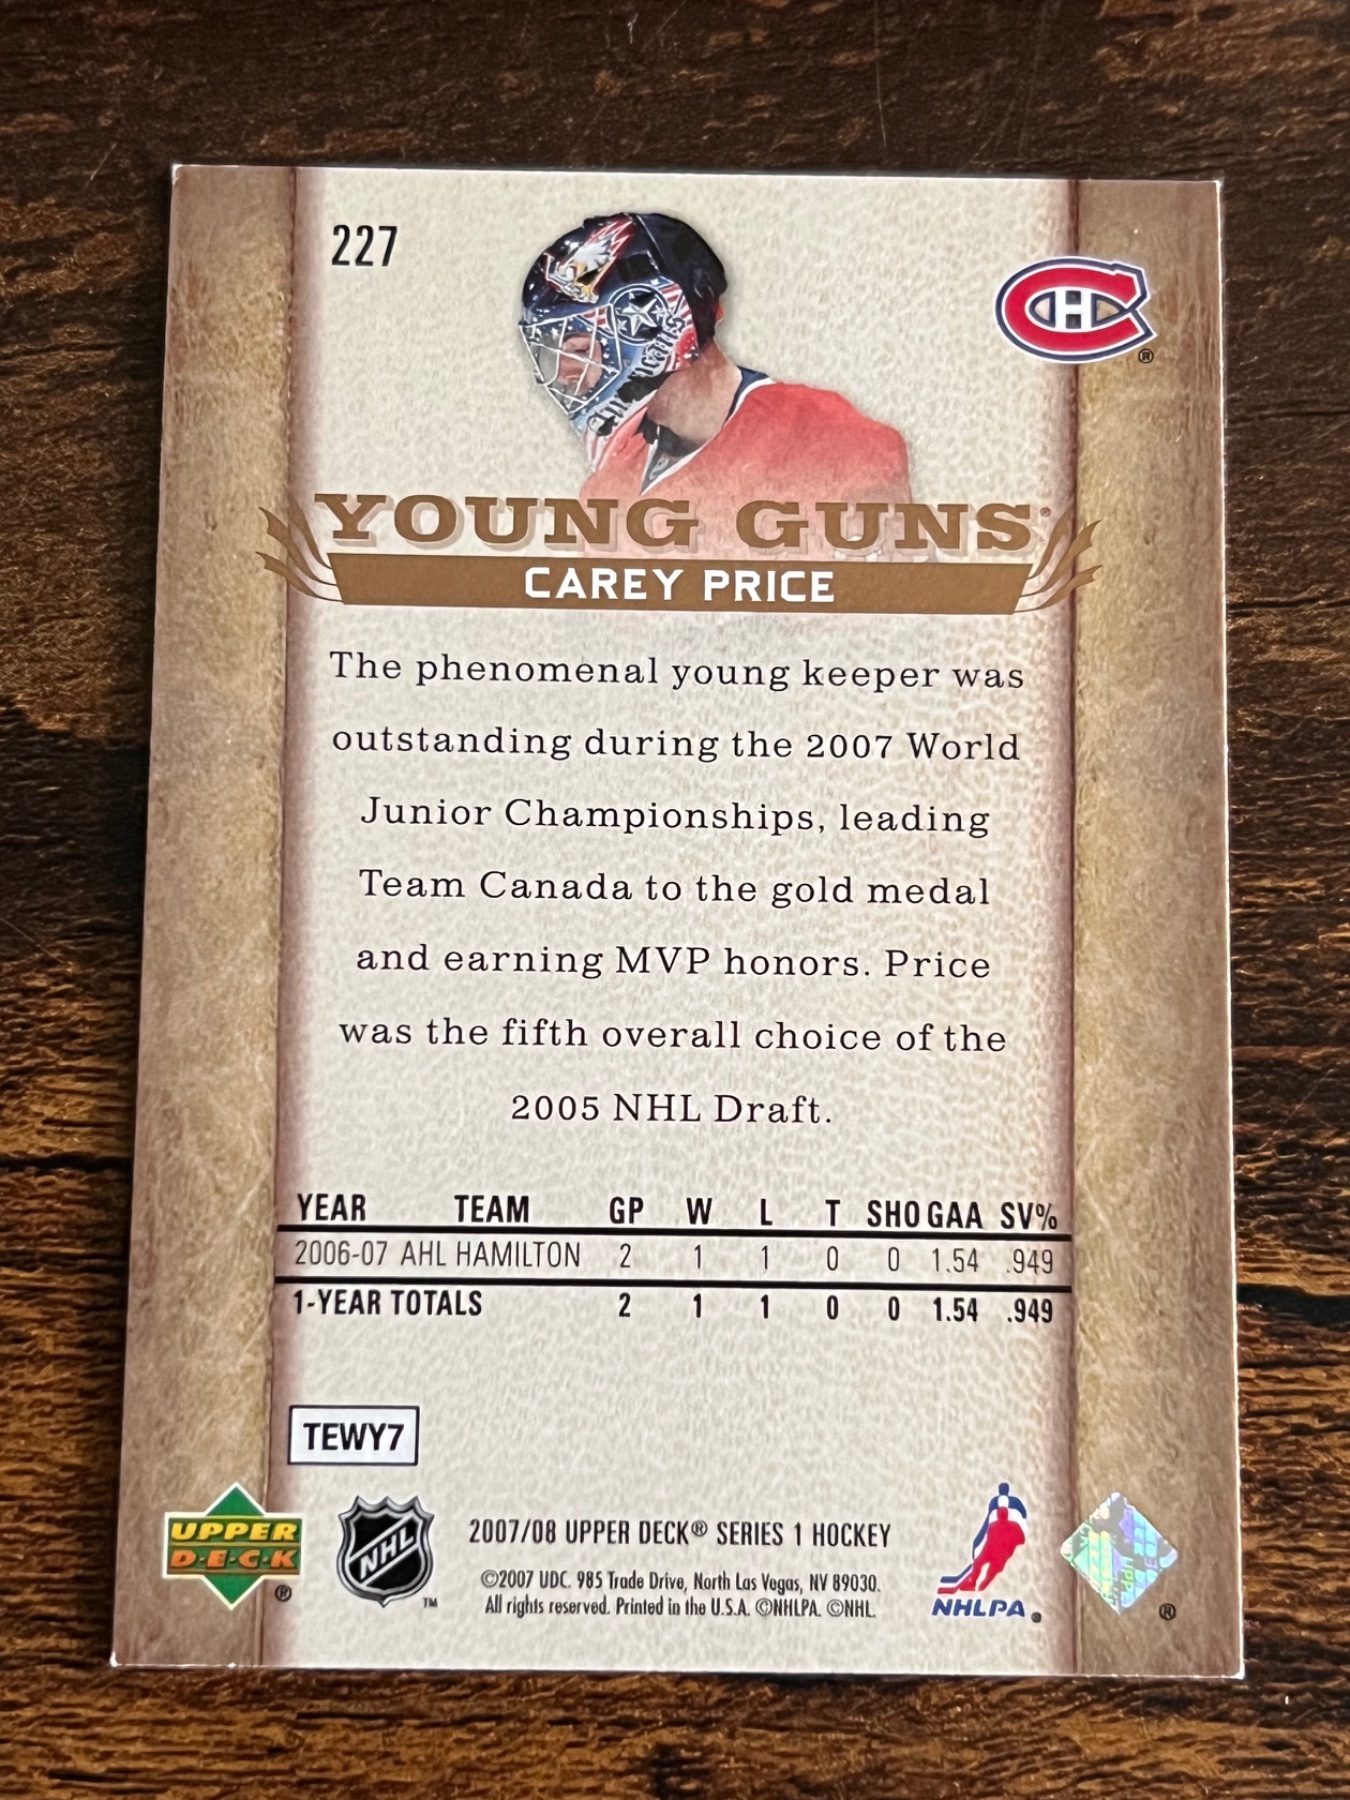 227
Americans
YOUNG GUNS
CAREY PRICE
The phenomenal young keeper was
outstanding during the 2007 World
Junior Championships, leading
Team Canada to the gold medal
and earning MVP honors. Price
was the fifth overall choice of the
2005 NHL Draft.
YEAR TEAM GP W L T SHO GAA SV%
2006-07 AHL HAMILTON 2 1 1 0 0 1.54 .949
1-YEAR TOTALS 2 1 1 0 0 1.54 .949
TEWY7
UPPER
D·E·C·K ®
NHL ™
2007/08 UPPER DECK® SERIES 1 HOCKEY
©2007 UDC. 985 Trade Drive, North Las Vegas, NV 89030.
All rights reserved. Printed in the U.S.A. ©NHLPA. ©NHL.
NHLPA ®
®